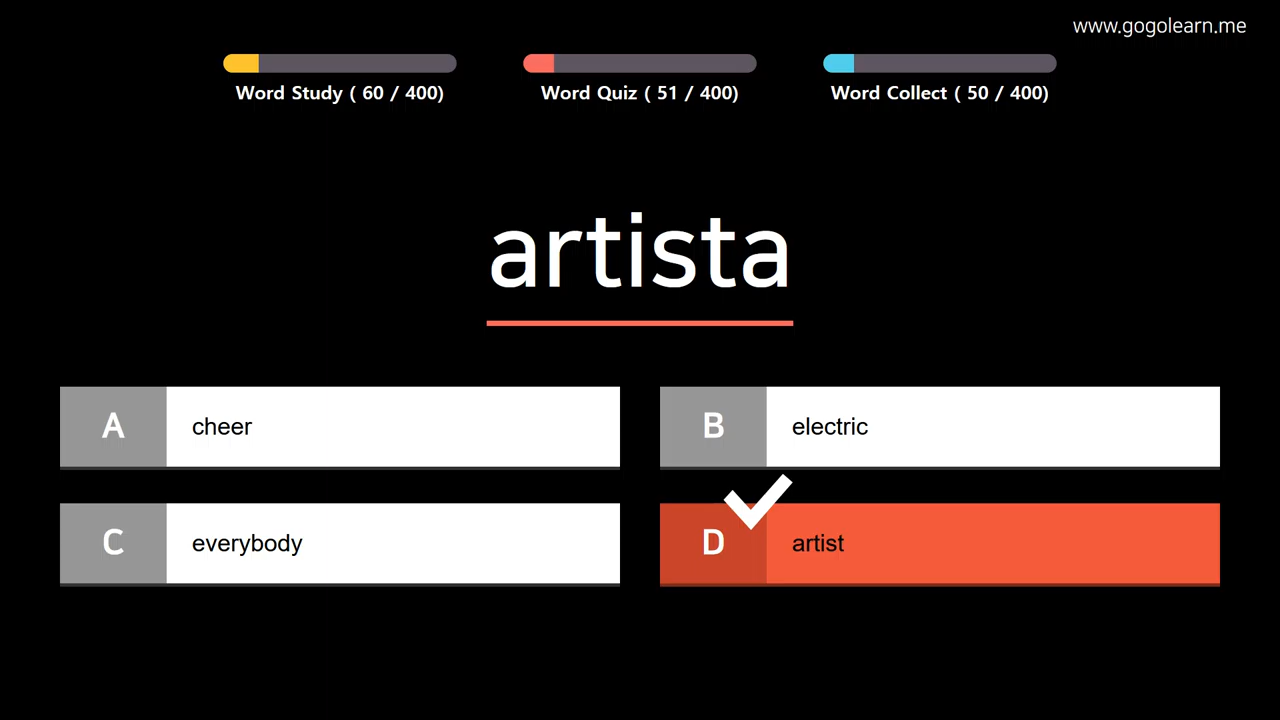 www.gogolearn.me
Word Study ( 60 / 400)
Word Quiz ( 51 / 400)
Word Collect ( 50 / 400)
artista
A cheer
B electric
C everybody
D artist